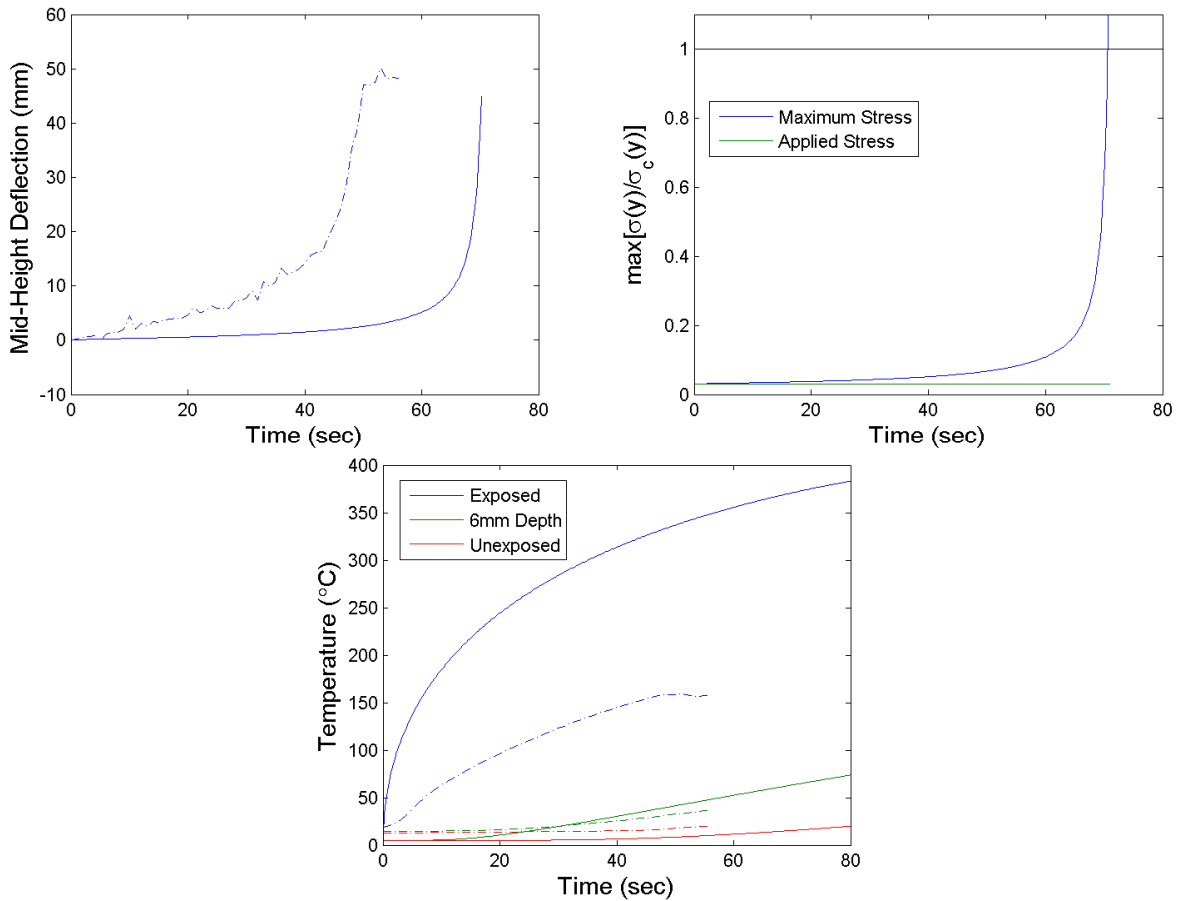 60
50
40
30
20
10
0
-10
Mid-Height Deflection (mm)
0 20 40 60 80
Time (sec)
1
0.8
0.6
0.4
0.2
0
max[σ(y)/σc(y)]
Maximum Stress
Applied Stress
0 20 40 60 80
Time (sec)
400
350
300
250
200
150
100
50
0
Temperature (°C)
Exposed
6mm Depth
Unexposed
0 20 40 60 80
Time (sec)